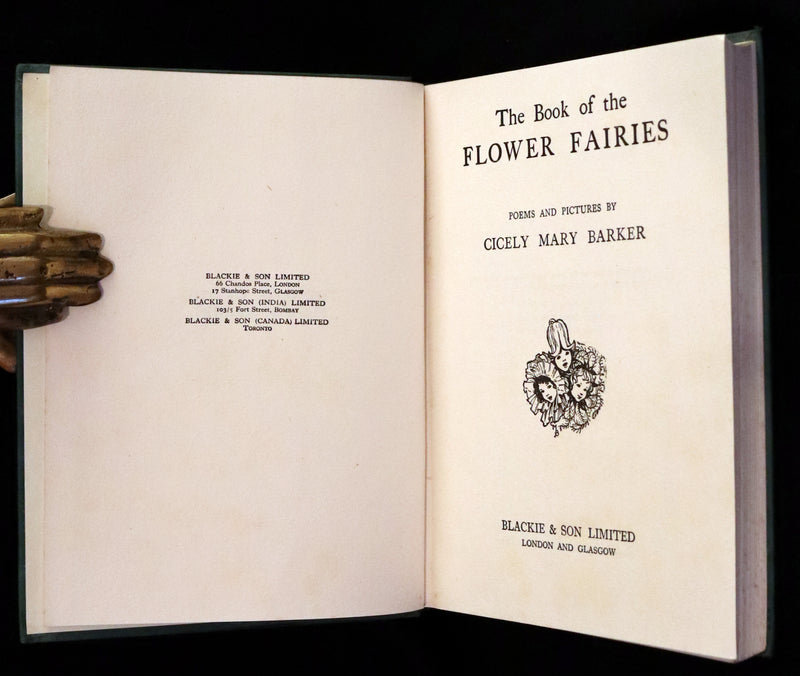 BLACKIE & SON LIMITED
66 Chandos Place, LONDON
17 Stanhope Street, GLASGOW
BLACKIE & SON (INDIA) LIMITED
103/5 Fort Street, BOMBAY
BLACKIE & SON (CANADA) LIMITED
TORONTO
The Book of the
FLOWER FAIRIES
POEMS AND PICTURES BY
CICELY MARY BARKER
BLACKIE & SON LIMITED
LONDON AND GLASGOW